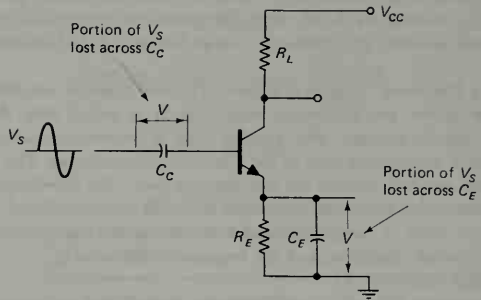 Portion of V_S
lost across C_C
V_CC
R_L
V
V_S
C_C
Portion of V_S
lost across C_E
R_E
C_E
V